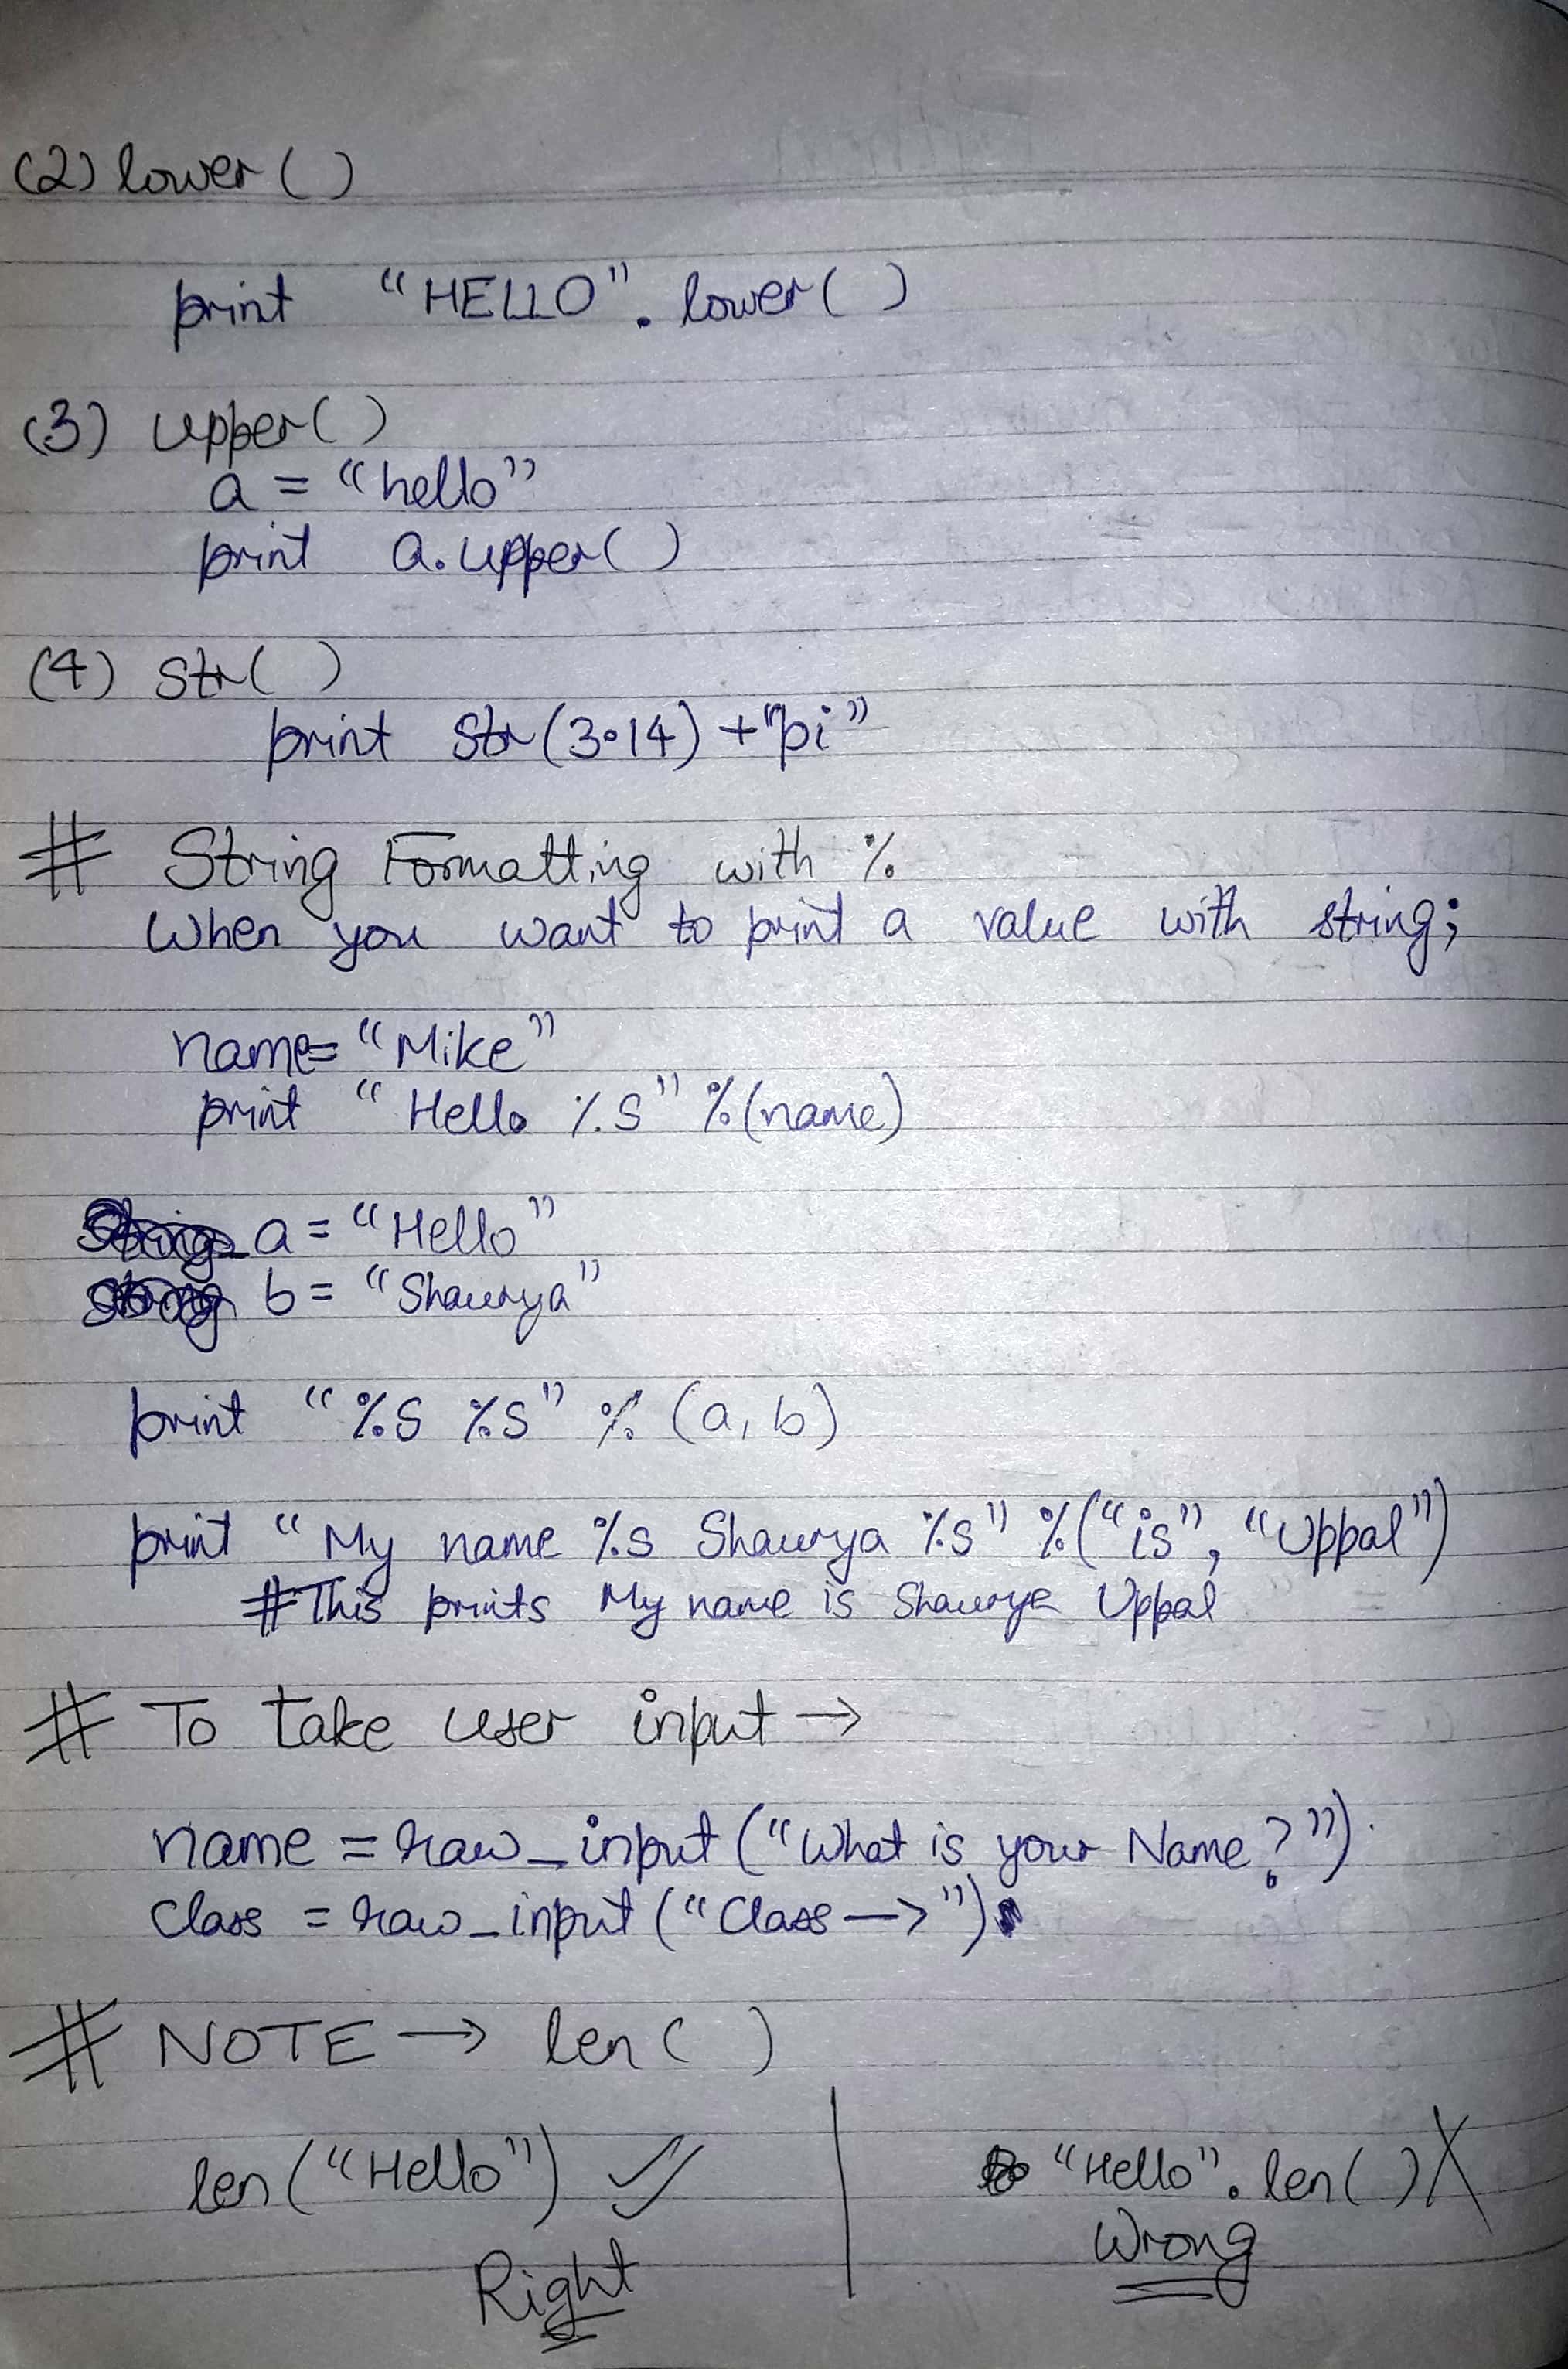 (2) lower ( )
print "HELLO". lower ( )
(3) upper( )
a = "hello"
print a. upper( )
(4) str( )
print str (3.14) + "pi"
# String Formatting with %
When you want to print a value with string;
name= "Mike"
print "Hello %s" %(name)
a = "Hello"
b = "Shaurya"
print "%s %s" % (a, b)
print "My name %s Shaurya %s" %("is", "Uppal")
#This prints My name is Shaurya Uppal
# To take user input →
name = raw_input ("What is your Name?")
class = raw_input ("Class —>")
# NOTE → len ( )
len ("Hello") ✓✓ | "Hello". len( ) X
Right Wrong